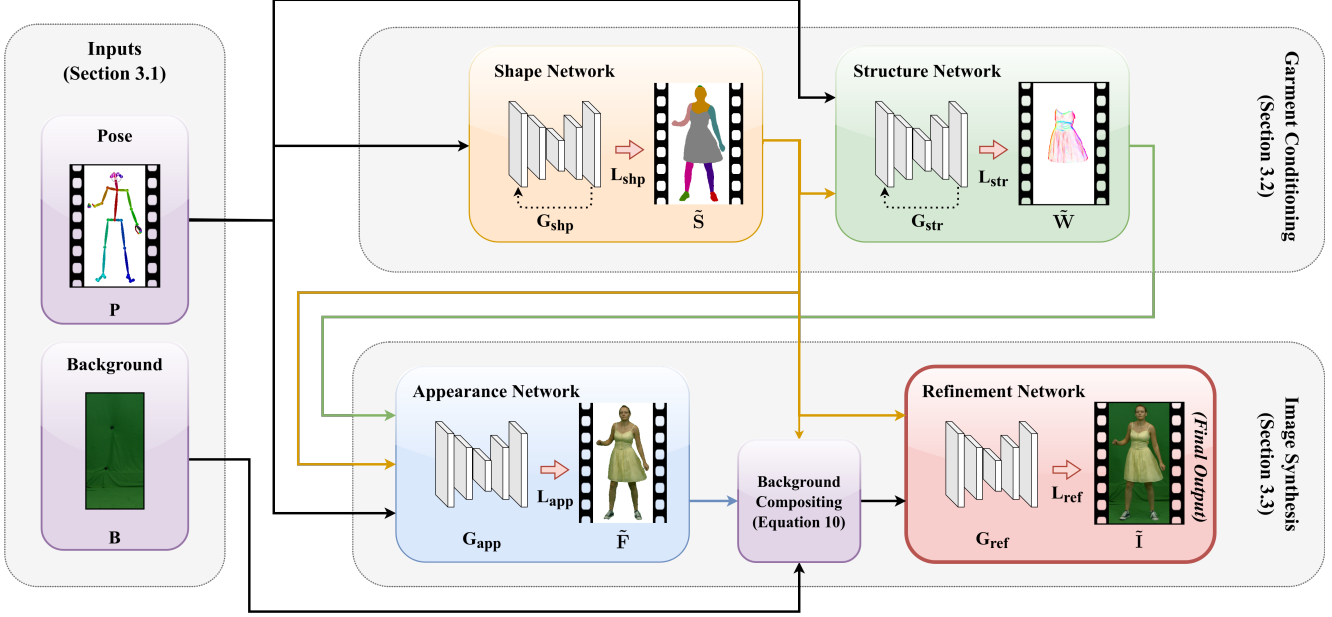 Inputs
(Section 3.1)
Pose
P
Background
B
Shape Network
L_shp
G_shp
S̃
Structure Network
L_str
G_str
W̃
Garment Conditioning
(Section 3.2)
Appearance Network
L_app
G_app
F̃
Background
Compositing
(Equation 10)
Refinement Network
L_ref
G_ref
Ĩ
(Final Output)
Image Synthesis
(Section 3.3)